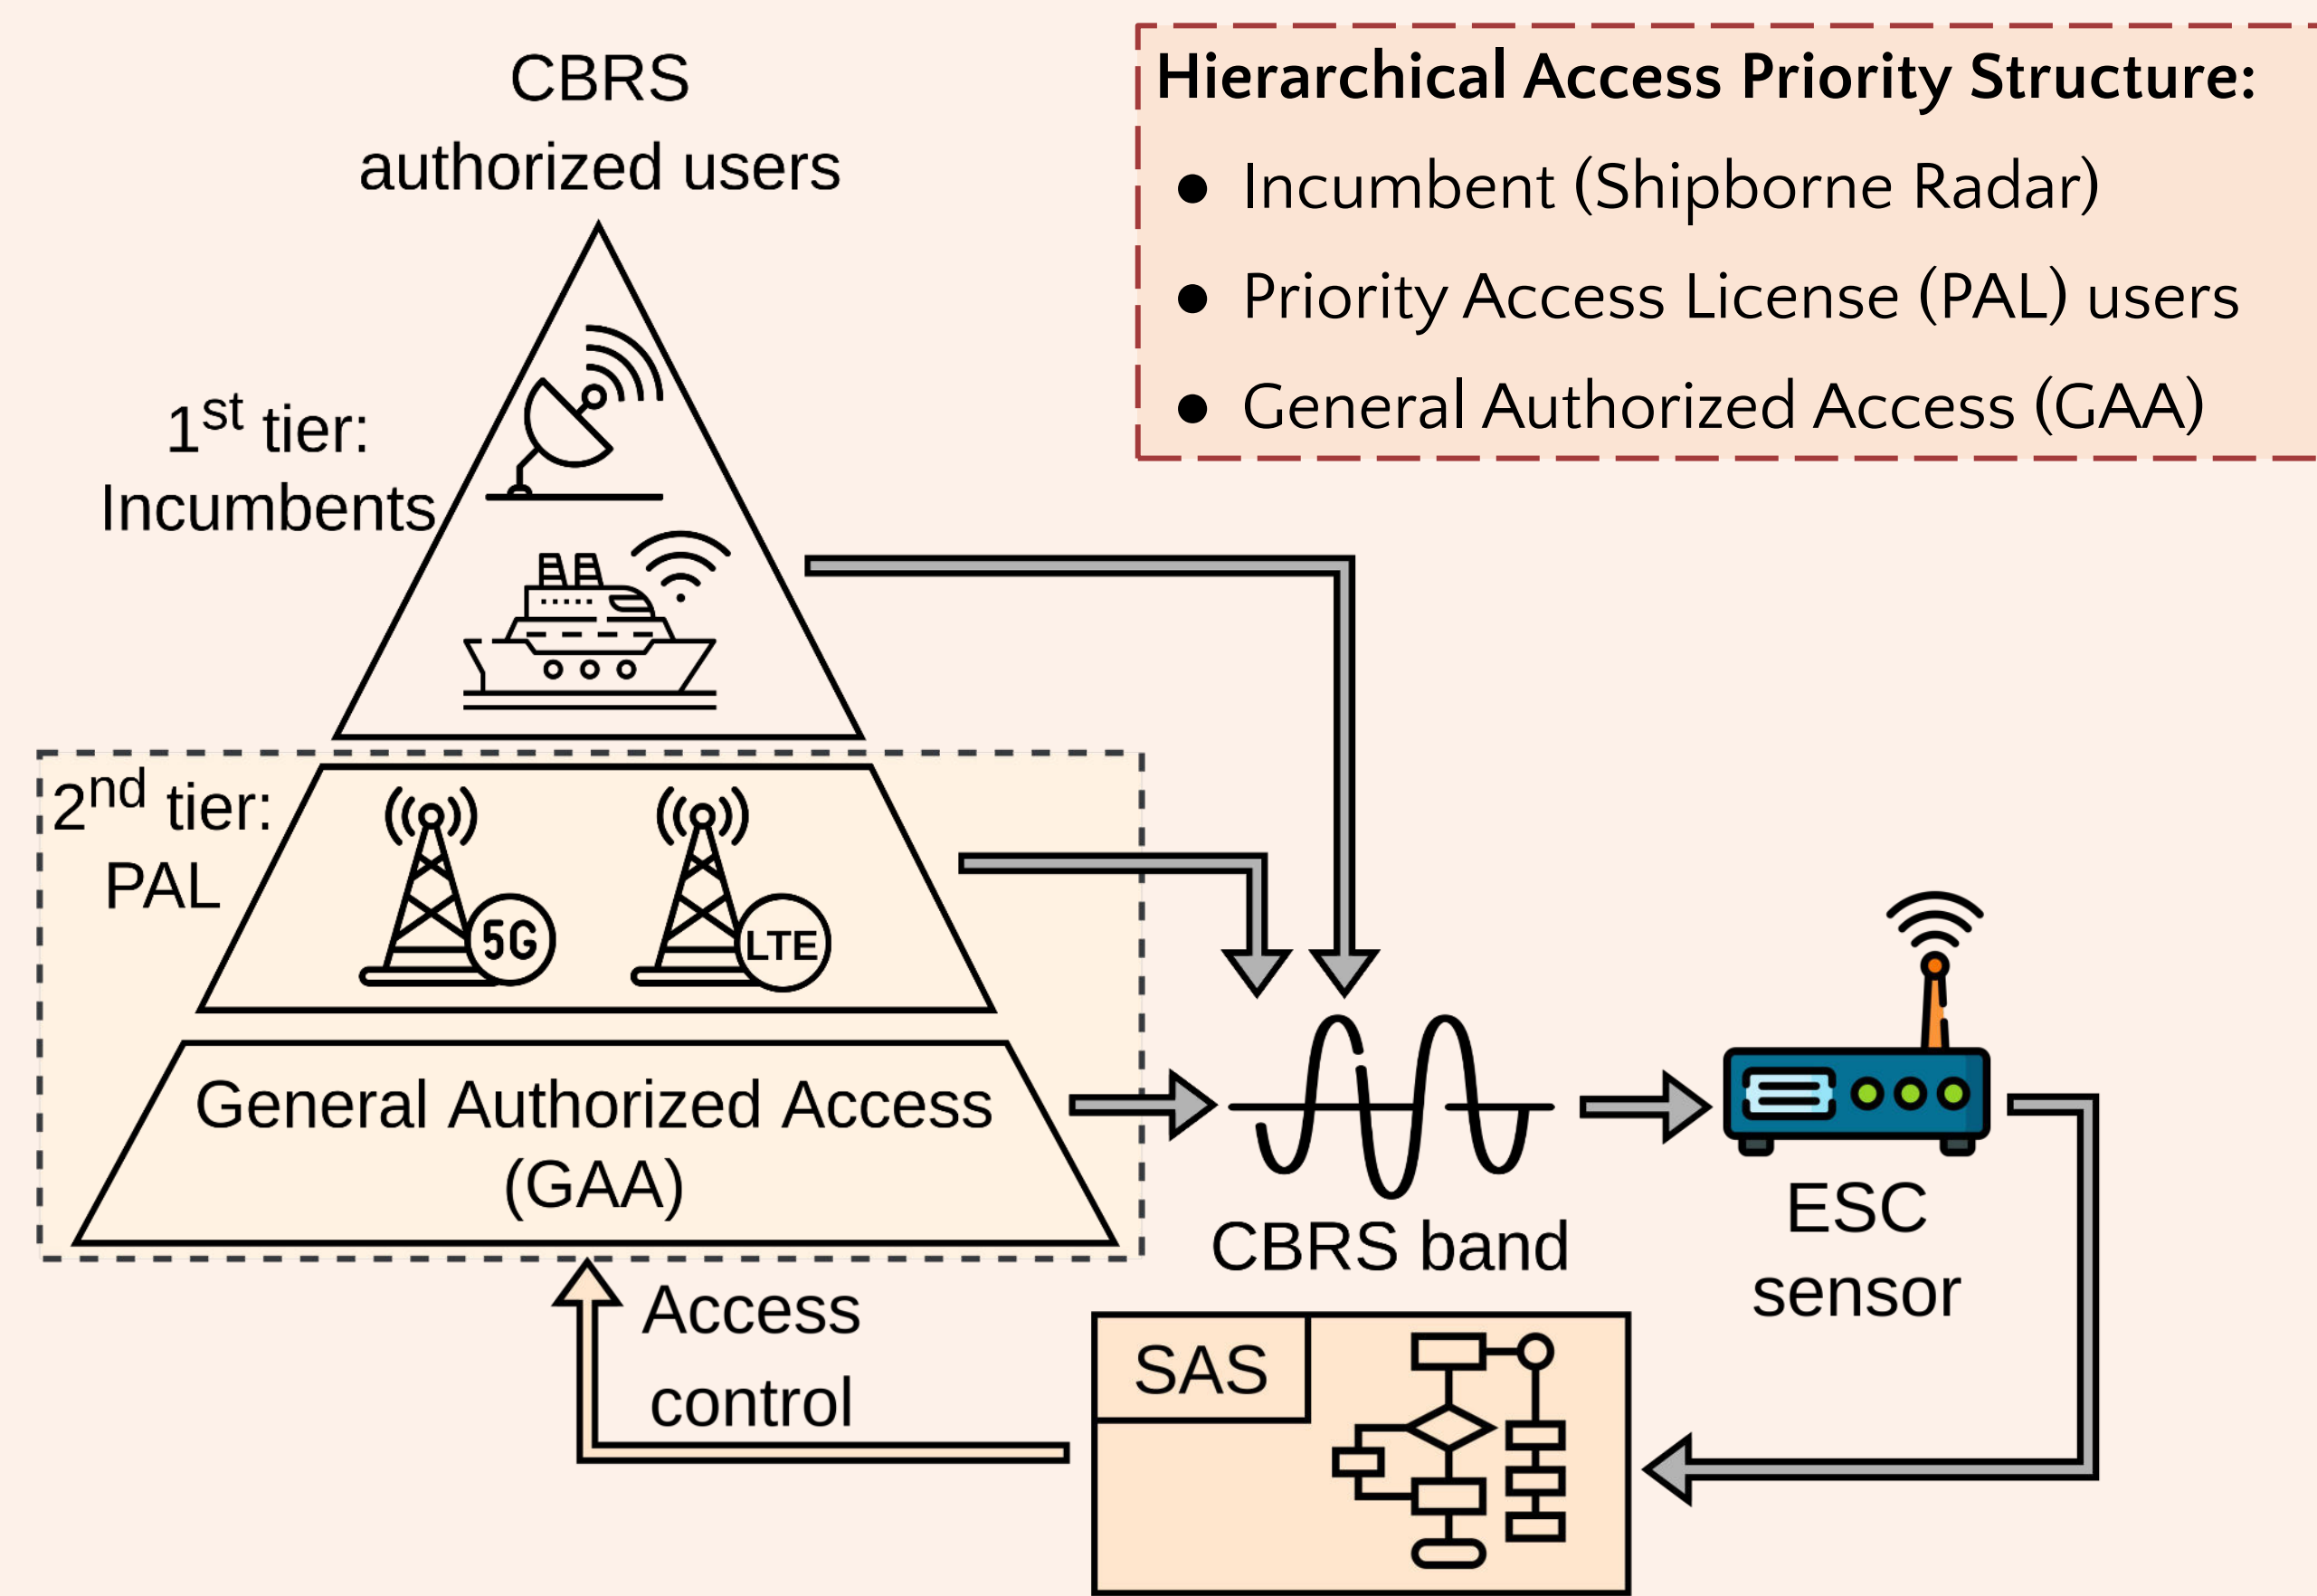 CBRS
authorized users
Hierarchical Access Priority Structure:
● Incumbent (Shipborne Radar)
● Priority Access License (PAL) users
● General Authorized Access (GAA)
1st tier:
Incumbents
2nd tier:
PAL
5G
LTE
General Authorized Access
(GAA)
CBRS band
ESC
sensor
Access
control
SAS